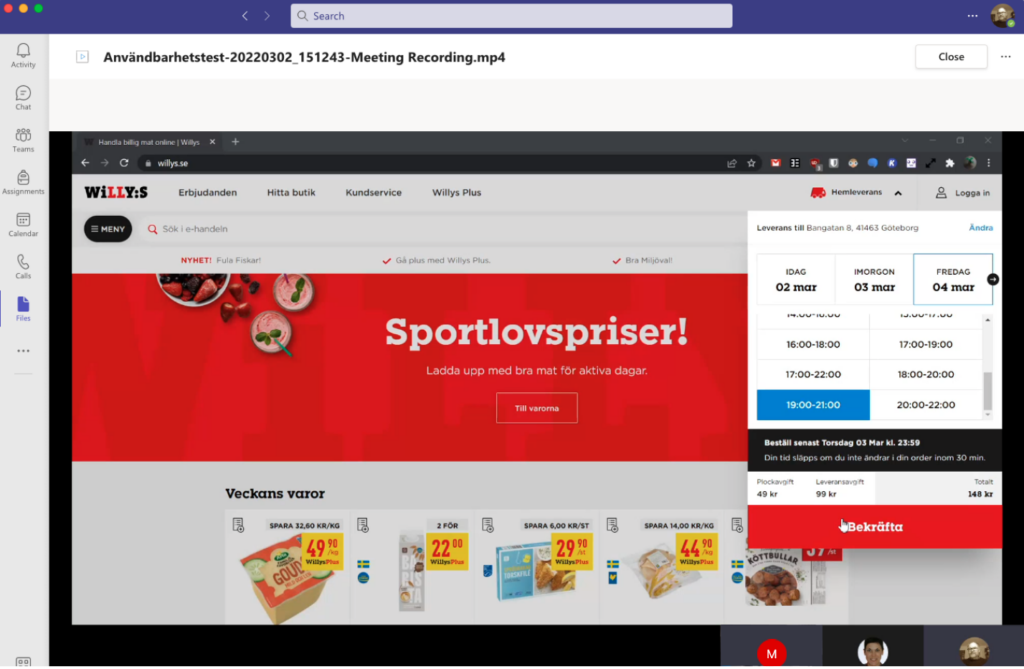 Search
Activity
Chat
Teams
Assignments
Calendar
Calls
Files
Användbarhetstest-20220302_151243-Meeting Recording.mp4
Close
Handla billig mat online | Willys
willys.se
WiLLY:S
Erbjudanden
Hitta butik
Kundservice
Willys Plus
Hemleverans
Logga in
MENY
Sök i e-handeln
NYHET! Fula Fiskar!
Gå plus med Willys Plus.
Bra Miljöval!
Leverans till Bangatan 8, 41463 Göteborg
Ändra
IDAG
02 mar
IMORGON
03 mar
FREDAG
04 mar
16:00-18:00
17:00-19:00
17:00-22:00
18:00-20:00
19:00-21:00
20:00-22:00
Beställ senast Torsdag 03 Mar kl. 23:59
Din tid släpps om du inte ändrar i din order inom 30 min.
Plockavgift
49 kr
Leveransavgift
99 kr
Totalt
148 kr
Bekräfta
Sportlovspriser!
Ladda upp med bra mat för aktiva dagar.
Till varorna
Veckans varor
SPARA 32,60 KR/KG
49 90
/kg
WillysPlus
GOUDA
2 FÖR
22 00
WillysPlus
SPARA 6,00 KR/ST
29 90
/st
WillysPlus
SPARA 14,00 KR/KG
44 90
/kg
WillysPlus
KÖTTBULLAR
M